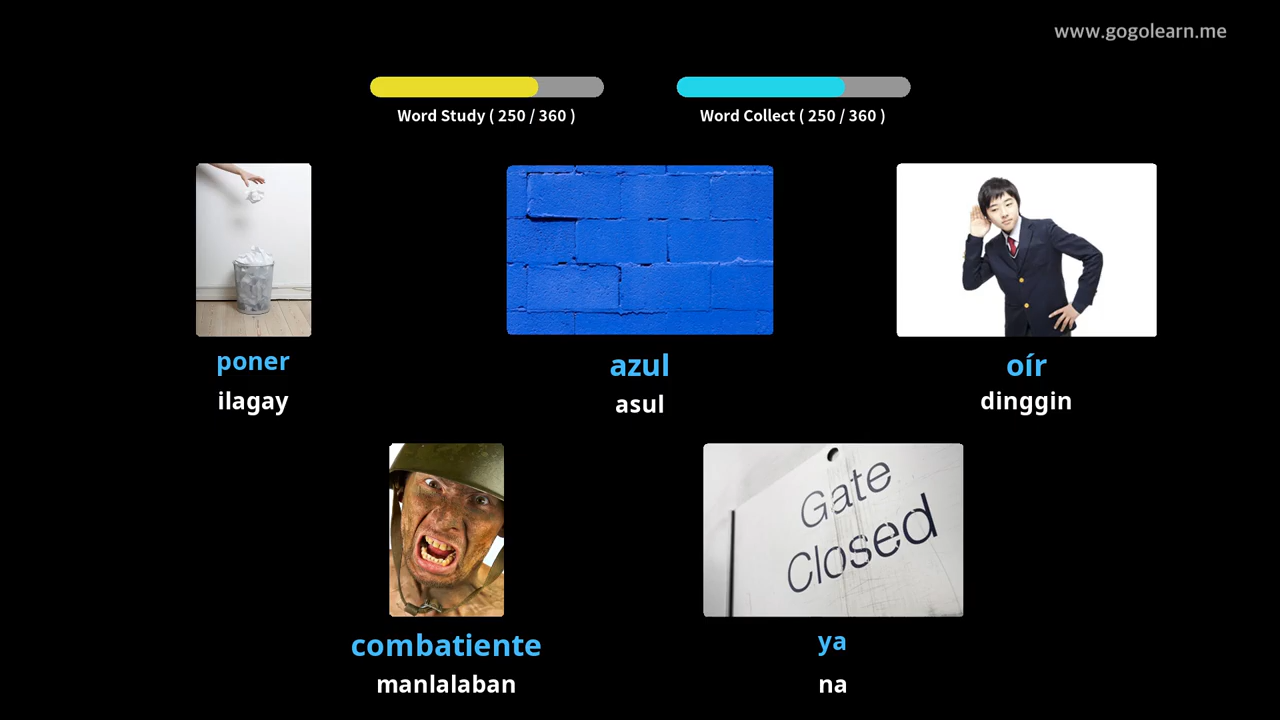 www.gogolearn.me
Word Study ( 250 / 360 )
Word Collect ( 250 / 360 )
poner
ilagay
azul
asul
oír
dinggin
Gate
Closed
combatiente
manlalaban
ya
na